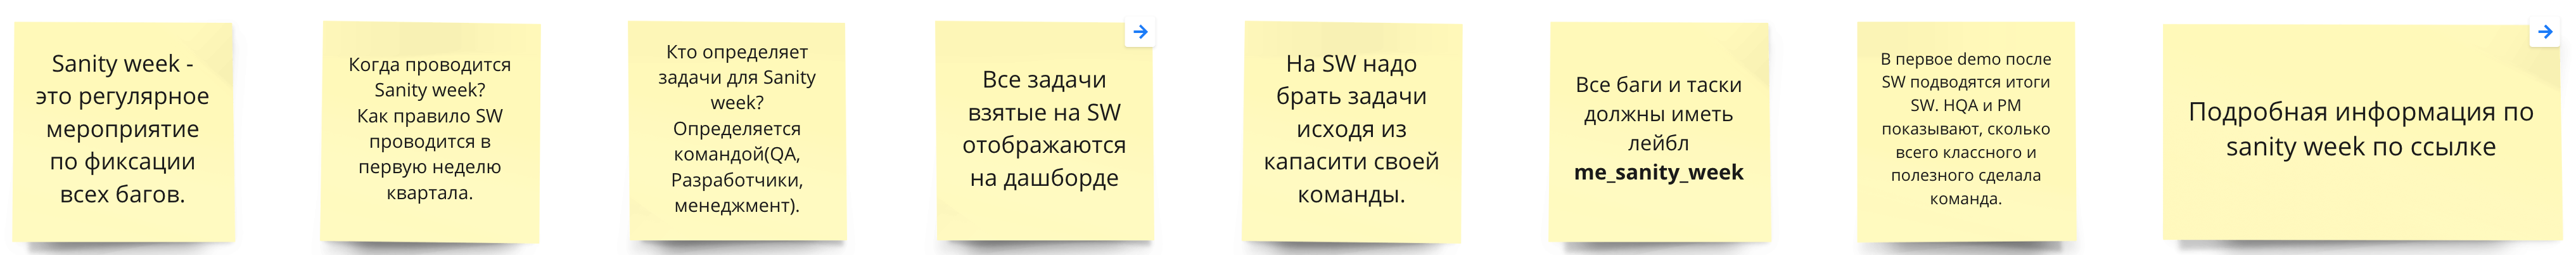 Sanity week -
это регулярное
мероприятие
по фиксации
всех багов.
Когда проводится
Sanity week?
Как правило SW
проводится в
первую неделю
квартала.
Кто определяет
задачи для Sanity
week?
Определяется
командой(QA,
Разработчики,
менеджмент).
Все задачи
взятые на SW
отображаются
на дашборде
На SW надо
брать задачи
исходя из
капасити своей
команды.
Все баги и таски
должны иметь
лейбл
me_sanity_week
В первое demo после
SW подводятся итоги
SW. HQA и PM
показывают, сколько
всего классного и
полезного сделала
команда.
Подробная информация по
sanity week по ссылке